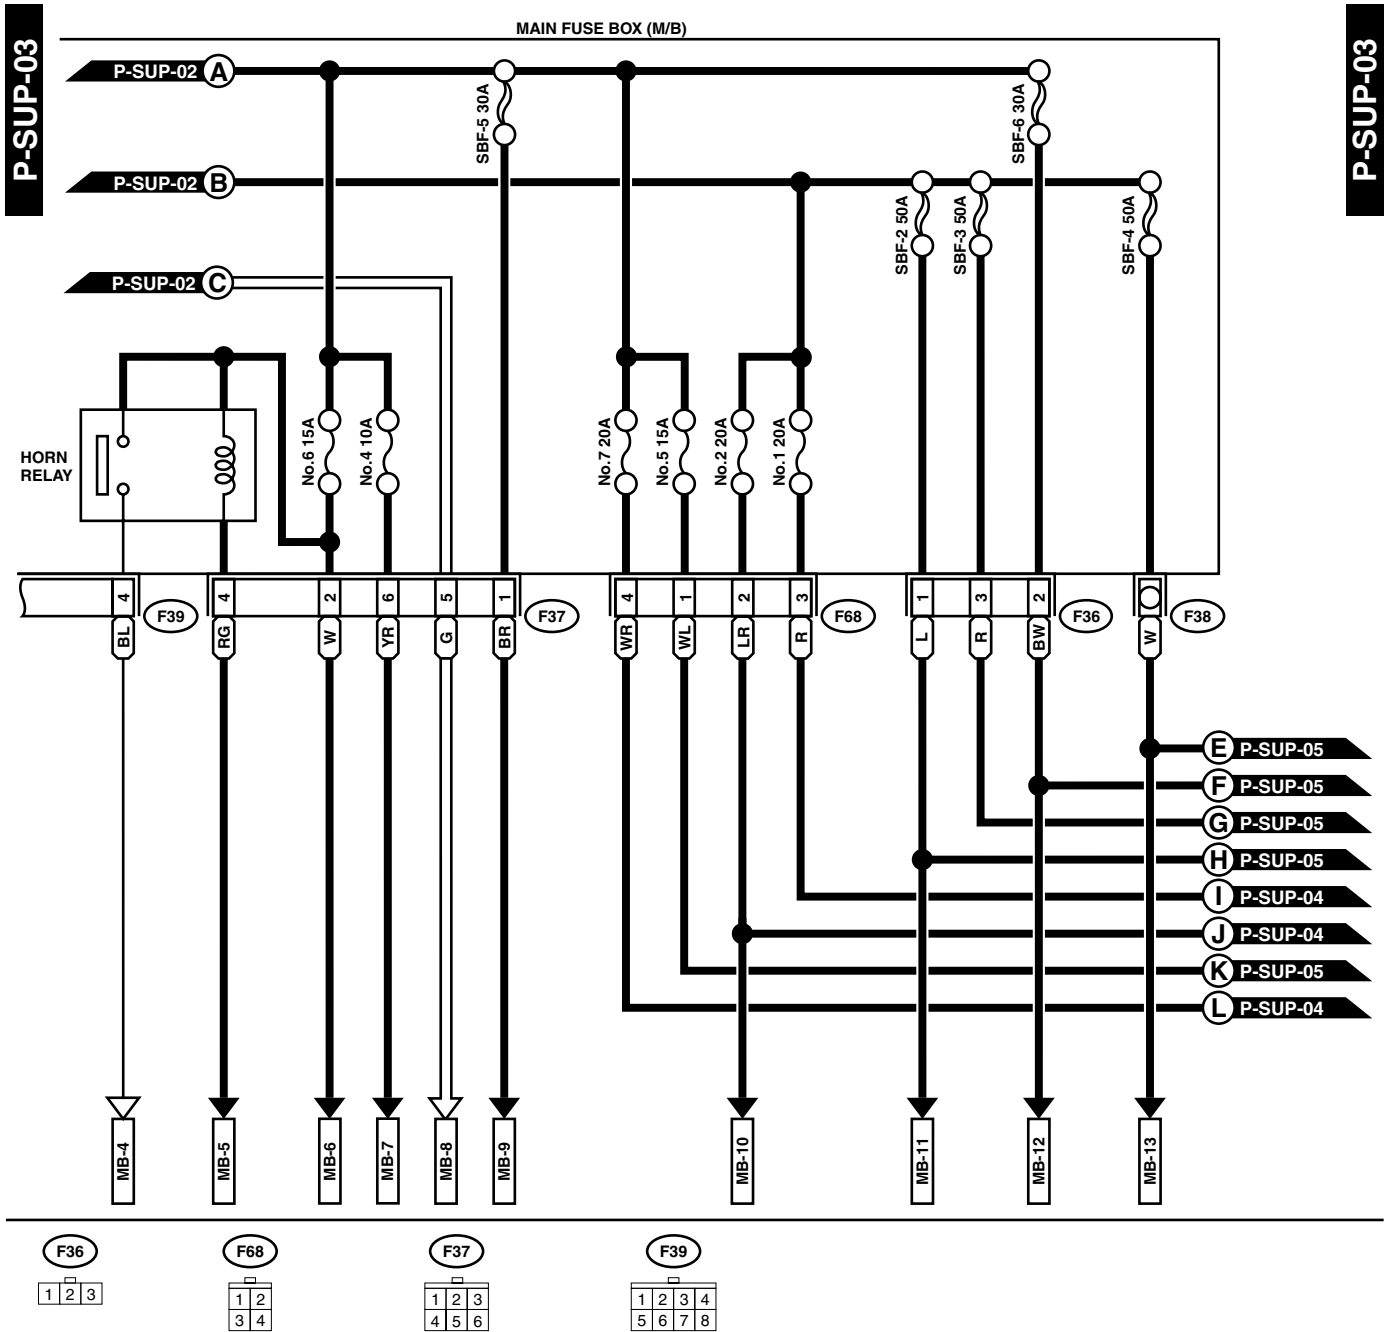 P-SUP-03
P-SUP-03
MAIN FUSE BOX (M/B)
P-SUP-02 A
SBF-5 30A
SBF-6 30A
P-SUP-02 B
SBF-2 50A
SBF-3 50A
SBF-4 50A
P-SUP-02 C
HORN
RELAY
No.6 15A
No.4 10A
No.7 20A
No.5 15A
No.2 20A
No.1 20A
4 F39 4 2 6 5 1 F37 4 1 2 3 F68 1 3 2 F36 F38
BL RG W YR G BR WR WL LR R L R BW W
E P-SUP-05
F P-SUP-05
G P-SUP-05
H P-SUP-05
I P-SUP-04
J P-SUP-04
K P-SUP-05
L P-SUP-04
MB-4 MB-5 MB-6 MB-7 MB-8 MB-9 MB-10 MB-11 MB-12 MB-13
F36 F68 F37 F39
1 2 3 1 2 1 2 3 1 2 3 4
3 4 4 5 6 5 6 7 8